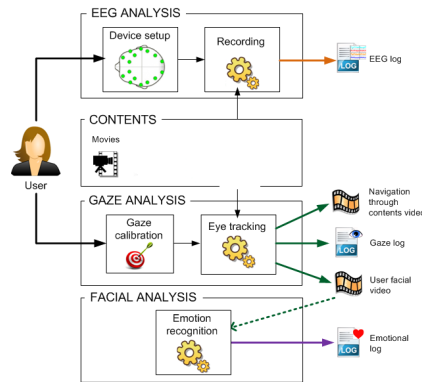 EEG ANALYSIS
Device setup
Recording
LOG
EEG log
CONTENTS
Movies
User
GAZE ANALYSIS
Gaze
calibration
Eye tracking
Navigation
through
contents video
LOG
Gaze log
User facial
video
FACIAL ANALYSIS
Emotion
recognition
LOG
Emotional
log